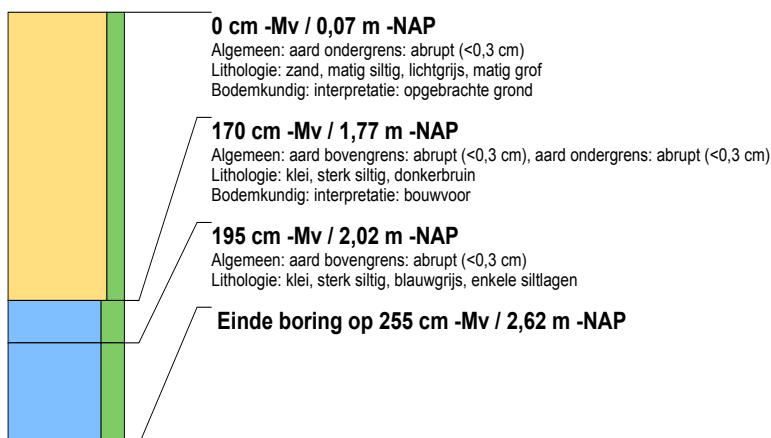 0 cm -Mv / 0,07 m -NAP
Algemeen: aard ondergrens: abrupt (<0,3 cm)
Lithologie: zand, matig siltig, lichtgrijs, matig grof
Bodemkundig: interpretatie: opgebrachte grond
170 cm -Mv / 1,77 m -NAP
Algemeen: aard bovengrens: abrupt (<0,3 cm), aard ondergrens: abrupt (<0,3 cm)
Lithologie: klei, sterk siltig, donkerbruin
Bodemkundig: interpretatie: bouwvoor
195 cm -Mv / 2,02 m -NAP
Algemeen: aard bovengrens: abrupt (<0,3 cm)
Lithologie: klei, sterk siltig, blauwgrijs, enkele siltlagen
Einde boring op 255 cm -Mv / 2,62 m -NAP